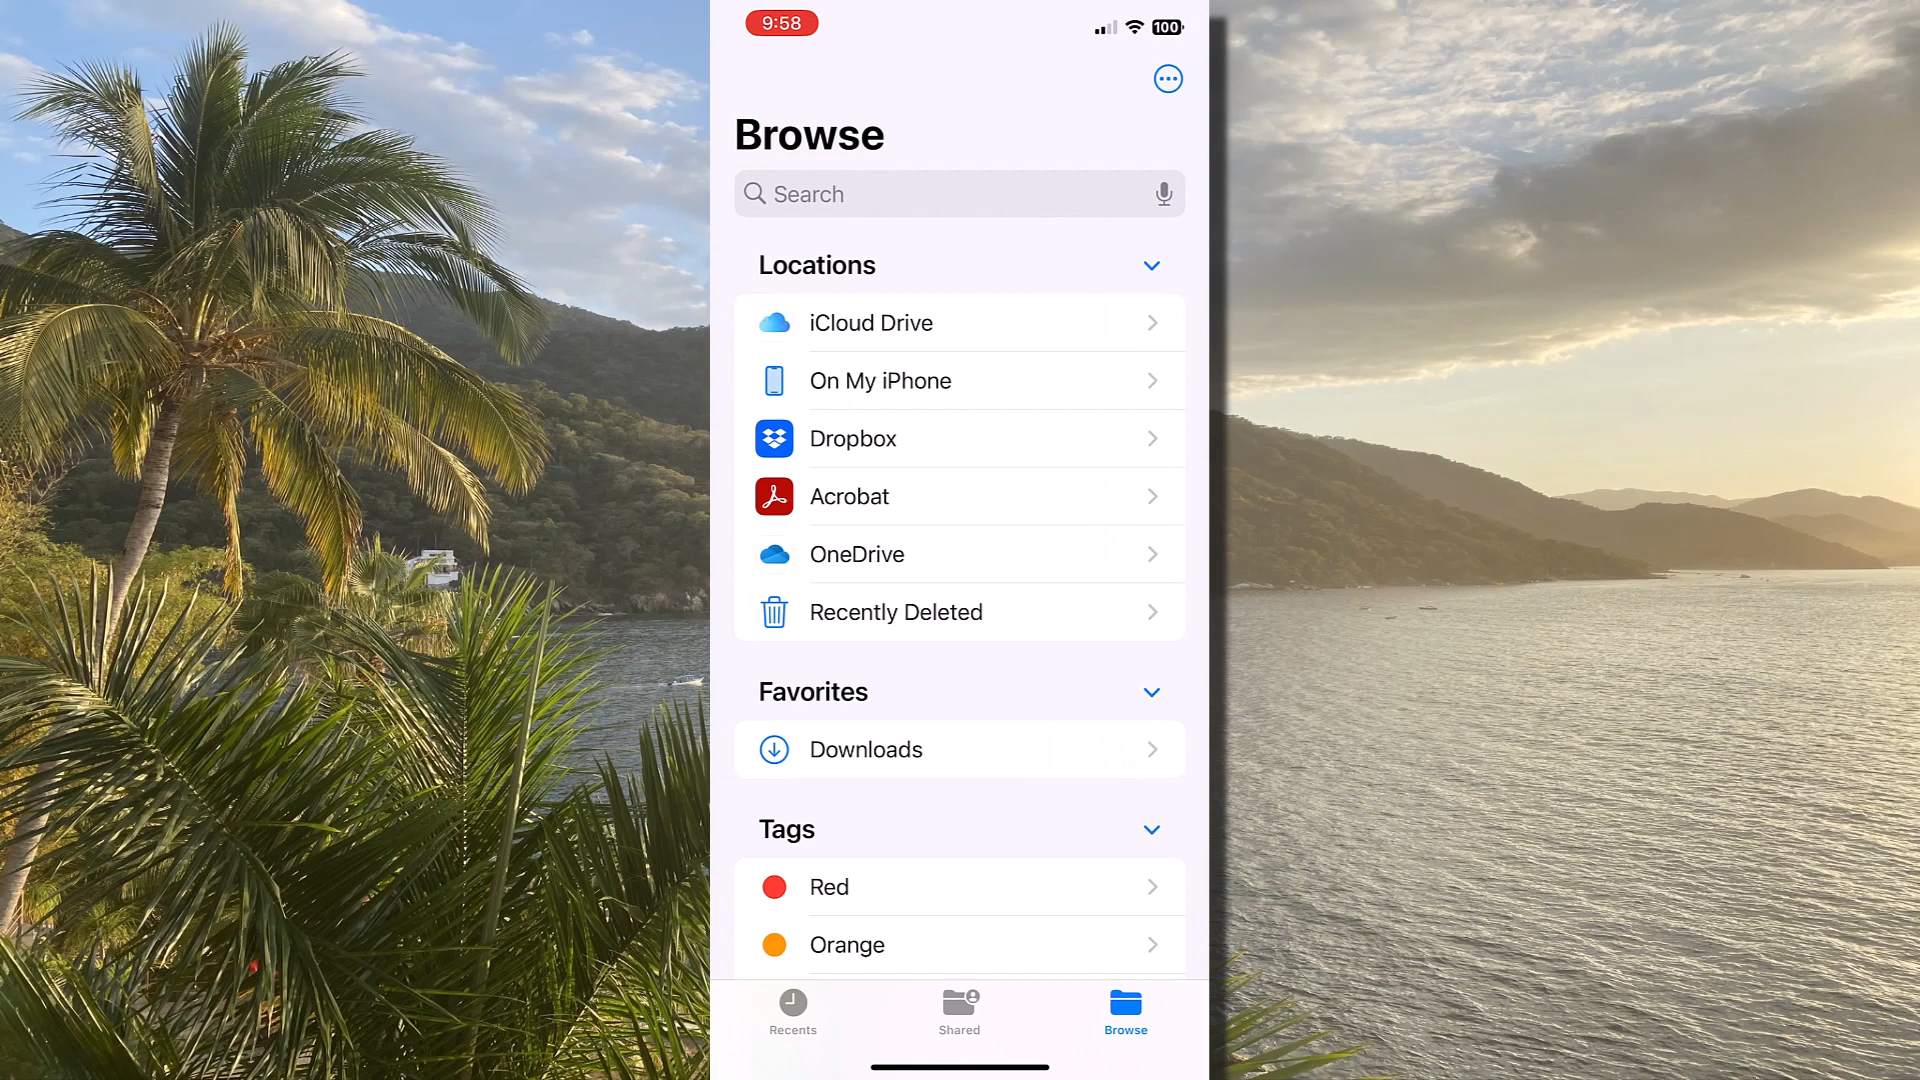 9:58
100
Browse
Search
Locations
iCloud Drive
On My iPhone
Dropbox
Acrobat
OneDrive
Recently Deleted
Favorites
Downloads
Tags
Red
Orange
Recents
Shared
Browse